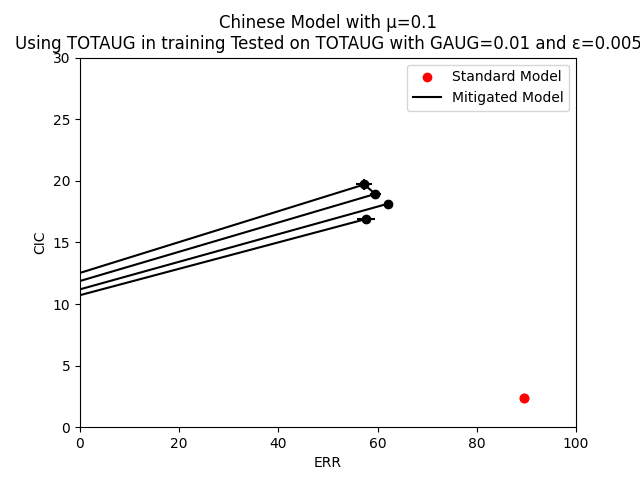 Chinese Model with μ=0.1
Using TOTAUG in training Tested on TOTAUG with GAUG=0.01 and ε=0.005
Standard Model
Mitigated Model
30
25
20
15
10
5
0
CIC
0 20 40 60 80 100
ERR